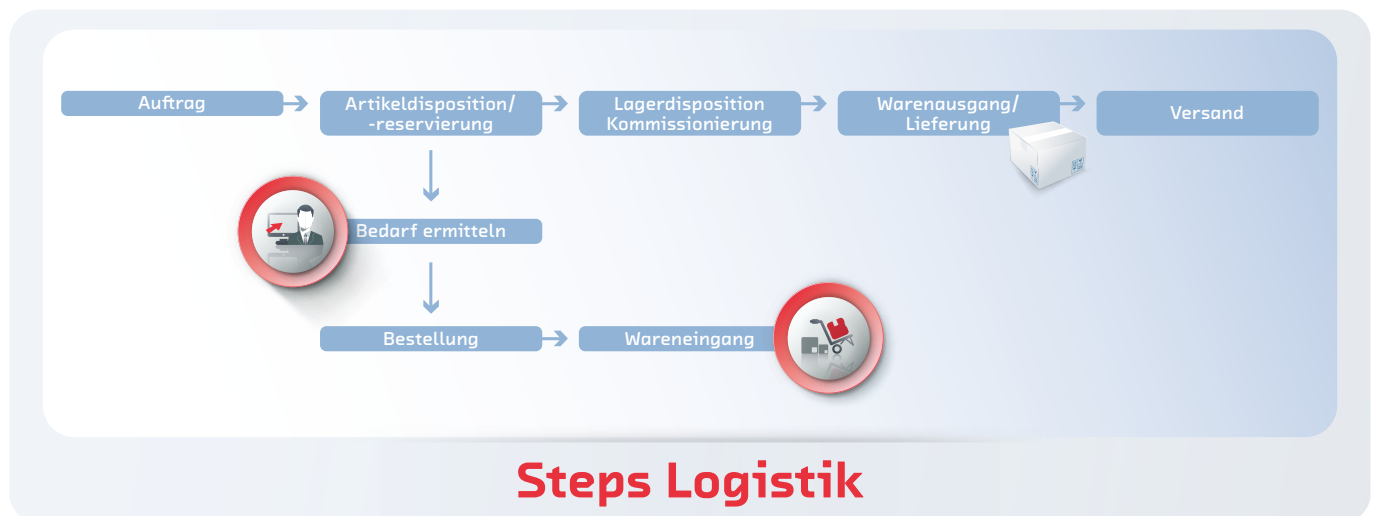 Auftrag
Artikeldisposition/
-reservierung
Lagerdisposition
Kommissionierung
Warenausgang/
Lieferung
Versand
Bedarf ermitteln
Bestellung
Wareneingang
Steps Logistik